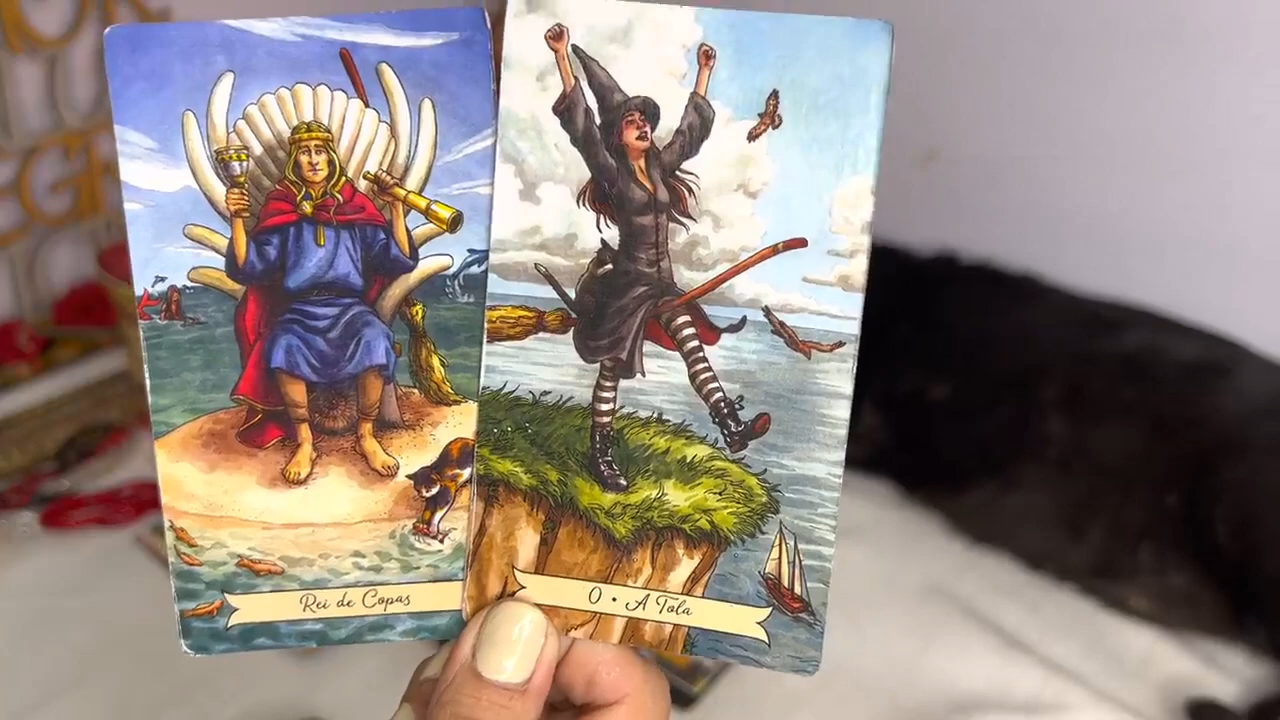 Rei de Copas
0 • A Tola